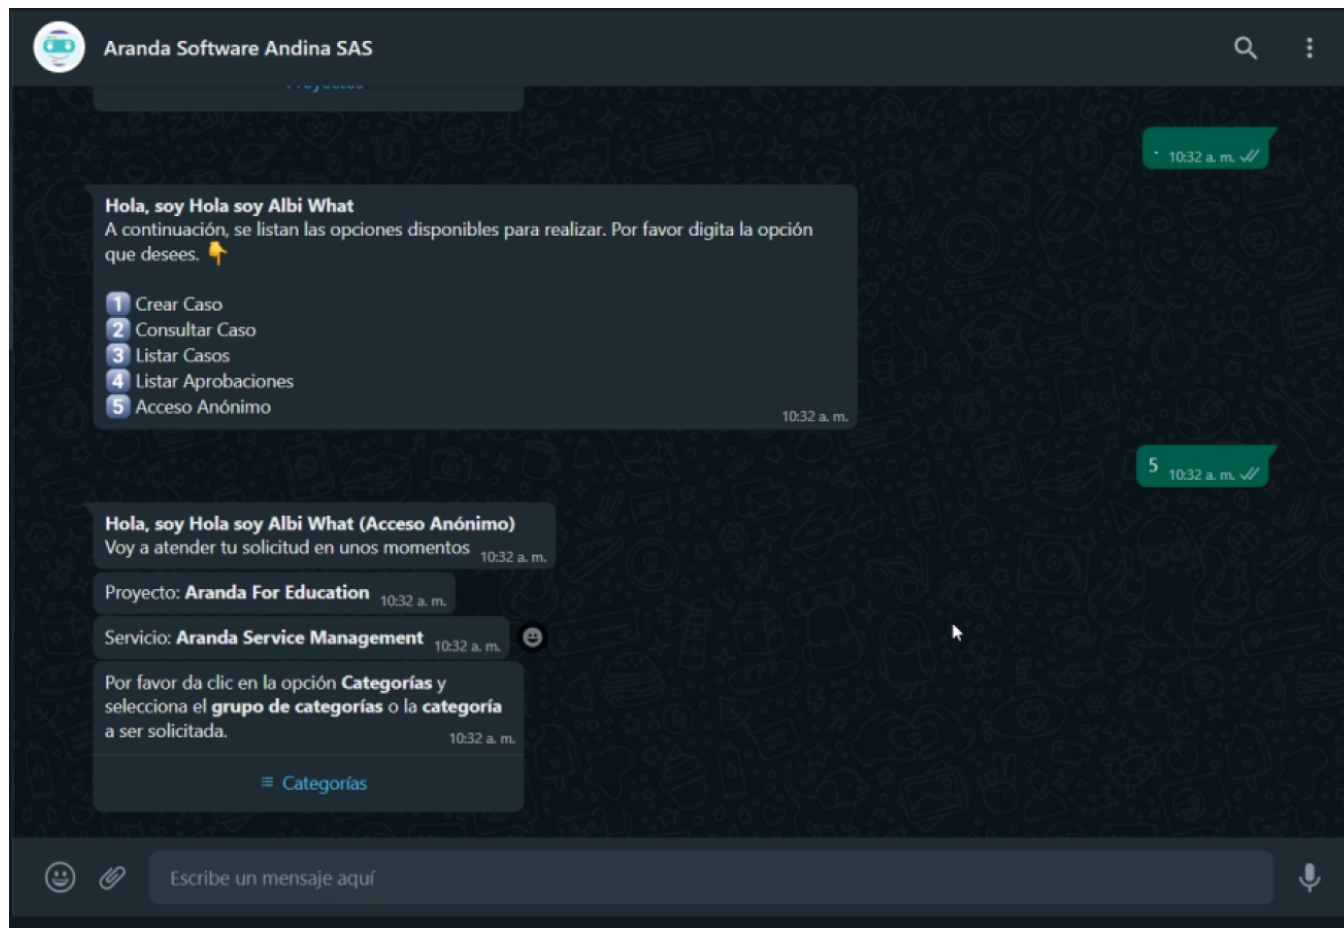 Aranda Software Andina SAS
Proyectos
. 10:32 a. m.
Hola, soy Hola soy Albi What
A continuación, se listan las opciones disponibles para realizar. Por favor digita la opción
que desees.
1 Crear Caso
2 Consultar Caso
3 Listar Casos
4 Listar Aprobaciones
5 Acceso Anónimo
10:32 a. m.
5 10:32 a. m.
Hola, soy Hola soy Albi What (Acceso Anónimo)
Voy a atender tu solicitud en unos momentos 10:32 a. m.
Proyecto: Aranda For Education 10:32 a. m.
Servicio: Aranda Service Management 10:32 a. m.
Por favor da clic en la opción Categorías y
selecciona el grupo de categorías o la categoría
a ser solicitada. 10:32 a. m.
Categorías
Escribe un mensaje aquí